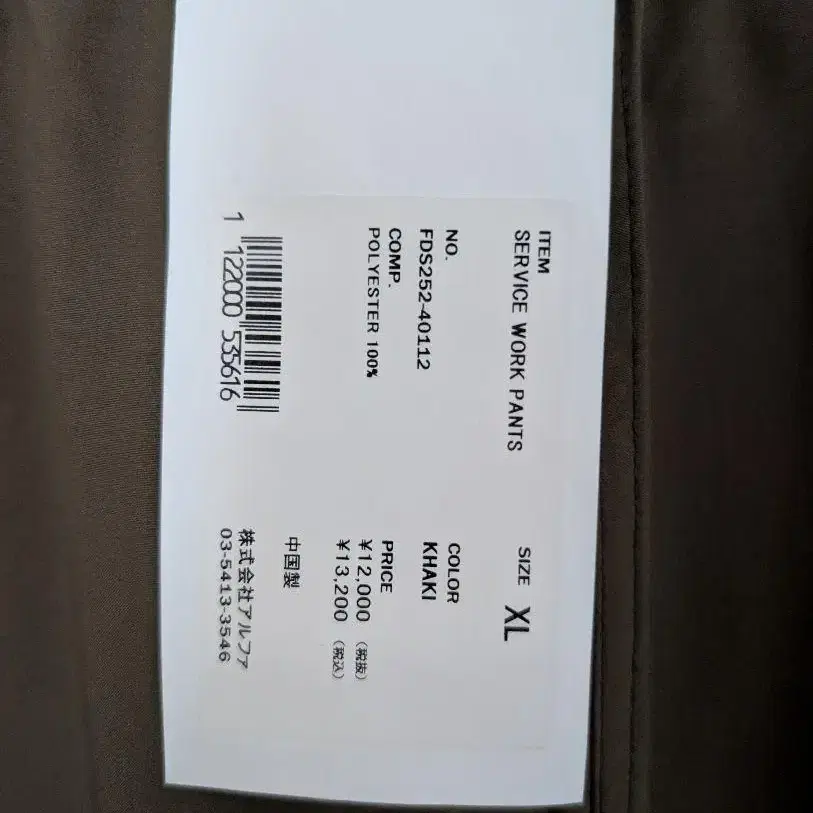 ITEM
SERVICE WORK PANTS
SIZE XL
NO.
FDS252-40112
COLOR
KHAKI
COMP.
POLYESTER 100%
PRICE
¥12,000 (税抜)
¥13,200 (税込)
中国製
1 122000 535616
株式会社アルファ
03-5413-3546